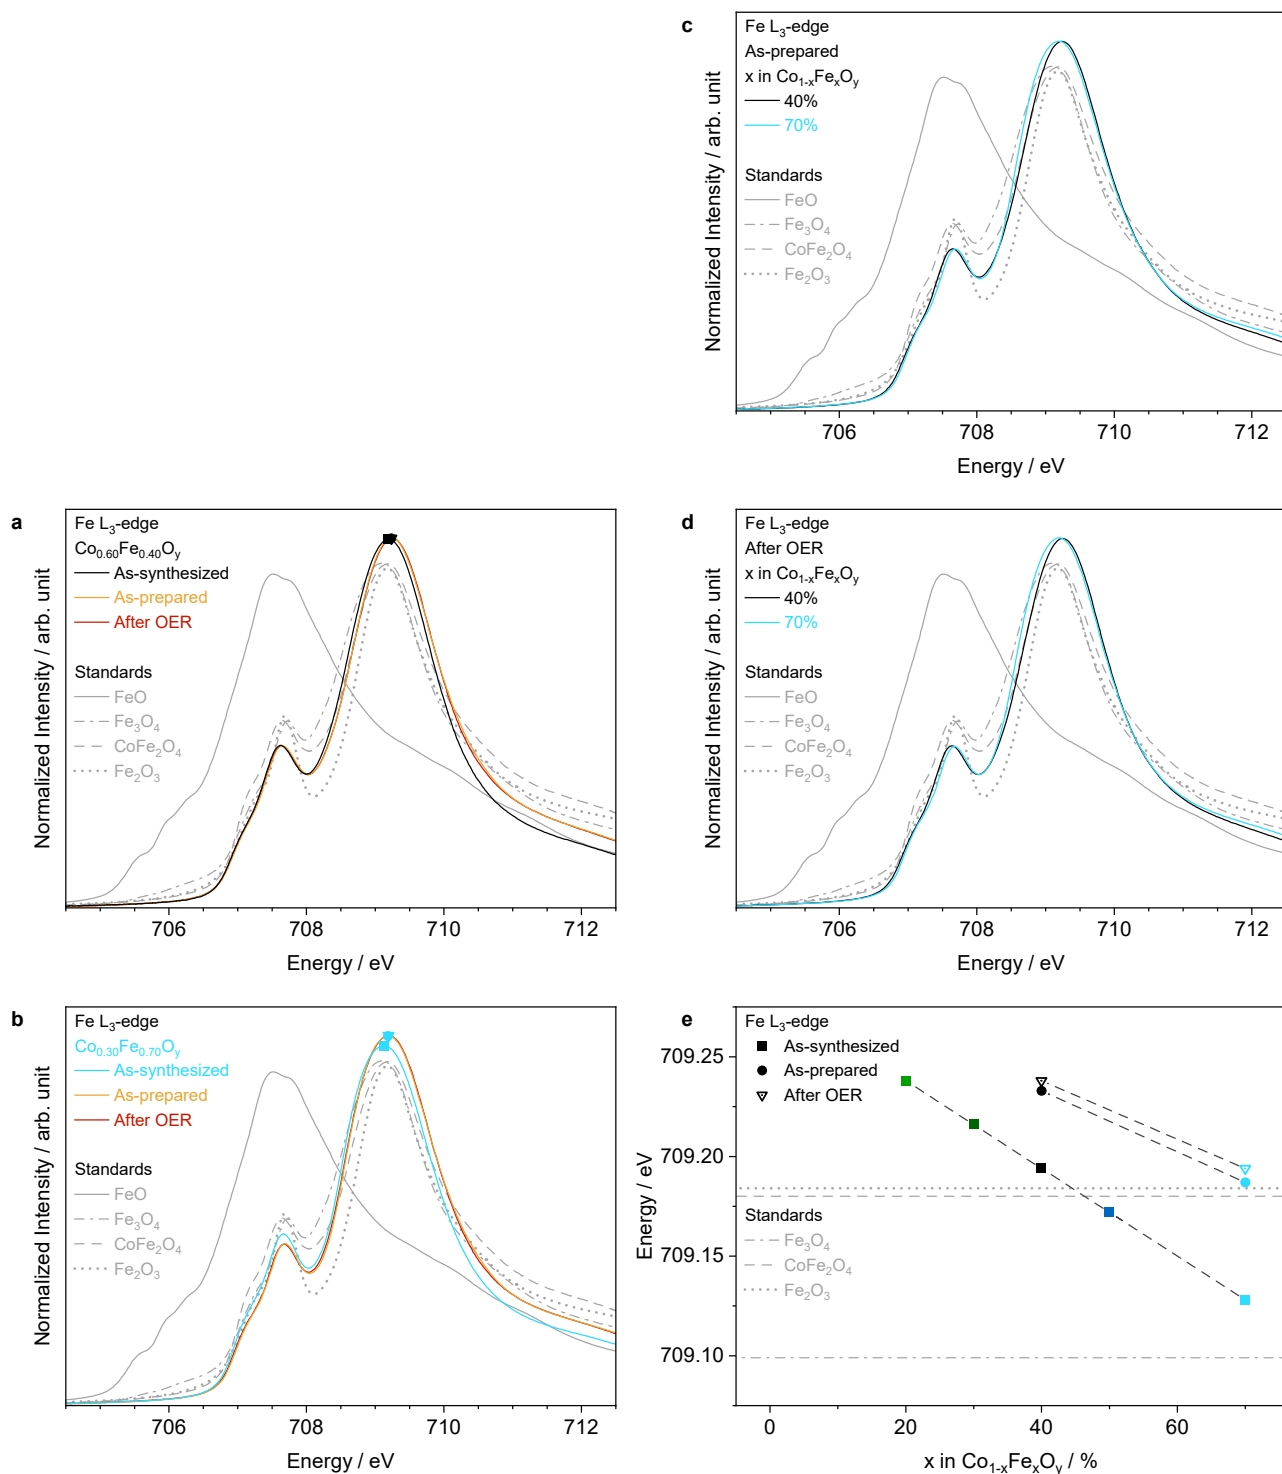 c
Fe L₃-edge
As-prepared
x in Co₁₋ₓFeₓOᵧ
40%
70%
Standards
FeO
Fe₃O₄
CoFe₂O₄
Fe₂O₃
Normalized Intensity / arb. unit
706 708 710 712
Energy / eV
a
Fe L₃-edge
Co₀.₆₀Fe₀.₄₀Oᵧ
As-synthesized
As-prepared
After OER
Standards
FeO
Fe₃O₄
CoFe₂O₄
Fe₂O₃
Normalized Intensity / arb. unit
706 708 710 712
Energy / eV
d
Fe L₃-edge
After OER
x in Co₁₋ₓFeₓOᵧ
40%
70%
Standards
FeO
Fe₃O₄
CoFe₂O₄
Fe₂O₃
Normalized Intensity / arb. unit
706 708 710 712
Energy / eV
b
Fe L₃-edge
Co₀.₃₀Fe₀.₇₀Oᵧ
As-synthesized
As-prepared
After OER
Standards
FeO
Fe₃O₄
CoFe₂O₄
Fe₂O₃
Normalized Intensity / arb. unit
706 708 710 712
Energy / eV
e
Fe L₃-edge
As-synthesized
As-prepared
After OER
Standards
Fe₃O₄
CoFe₂O₄
Fe₂O₃
709.25
709.20
709.15
709.10
Energy / eV
0 20 40 60
x in Co₁₋ₓFeₓOᵧ / %